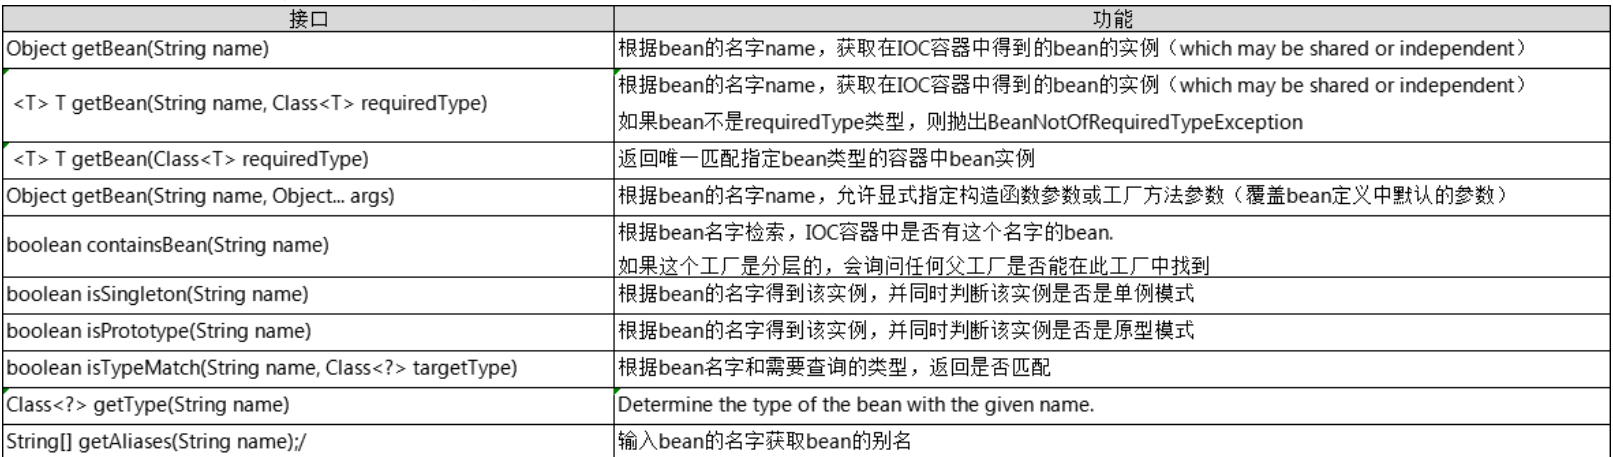 接口 功能
Object getBean(String name) 根据bean的名字name，获取在IOC容器中得到的bean的实例（which may be shared or independent）
<T> T getBean(String name, Class<T> requiredType) 根据bean的名字name，获取在IOC容器中得到的bean的实例（which may be shared or independent）
如果bean不是requiredType类型，则抛出BeanNotOfRequiredTypeException
<T> T getBean(Class<T> requiredType) 返回唯一匹配指定bean类型的容器中bean实例
Object getBean(String name, Object... args) 根据bean的名字name，允许显式指定构造函数参数或工厂方法参数（覆盖bean定义中默认的参数）
boolean containsBean(String name) 根据bean名字检索，IOC容器中是否有这个名字的bean.
如果这个工厂是分层的，会询问任何父工厂是否能在此工厂中找到
boolean isSingleton(String name) 根据bean的名字得到该实例，并同时判断该实例是否是单例模式
boolean isPrototype(String name) 根据bean的名字得到该实例，并同时判断该实例是否是原型模式
boolean isTypeMatch(String name, Class<?> targetType) 根据bean名字和需要查询的类型，返回是否匹配
Class<?> getType(String name) Determine the type of the bean with the given name.
String[] getAliases(String name);/ 输入bean的名字获取bean的别名